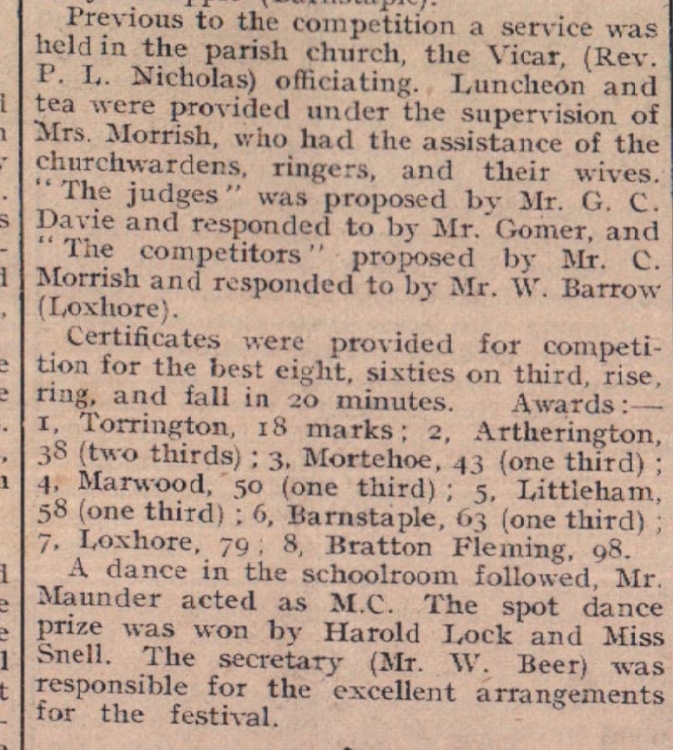 Previous to the competition a service was
held in the parish church, the Vicar, (Rev.
P. L. Nicholas) officiating. Luncheon and
tea were provided under the supervision of
Mrs. Morrish, who had the assistance of the
churchwardens, ringers, and their wives.
"The judges" was proposed by Mr. G. C.
Davie and responded to by Mr. Gomer, and
"The competitors" proposed by Mr. C.
Morrish and responded to by Mr. W. Barrow
(Loxhore).
Certificates were provided for competi-
tion for the best eight, sixties on third, rise,
ring, and fall in 20 minutes. Awards:—
1, Torrington, 18 marks; 2, Artherington,
38 (two thirds); 3, Mortehoe, 43 (one third);
4, Marwood, 50 (one third); 5, Littleham,
58 (one third); 6, Barnstaple, 63 (one third);
7, Loxhore, 79; 8, Bratton Fleming, 98.
A dance in the schoolroom followed, Mr.
Maunder acted as M.C. The spot dance
prize was won by Harold Lock and Miss
Snell. The secretary (Mr. W. Beer) was
responsible for the excellent arrangements
for the festival.